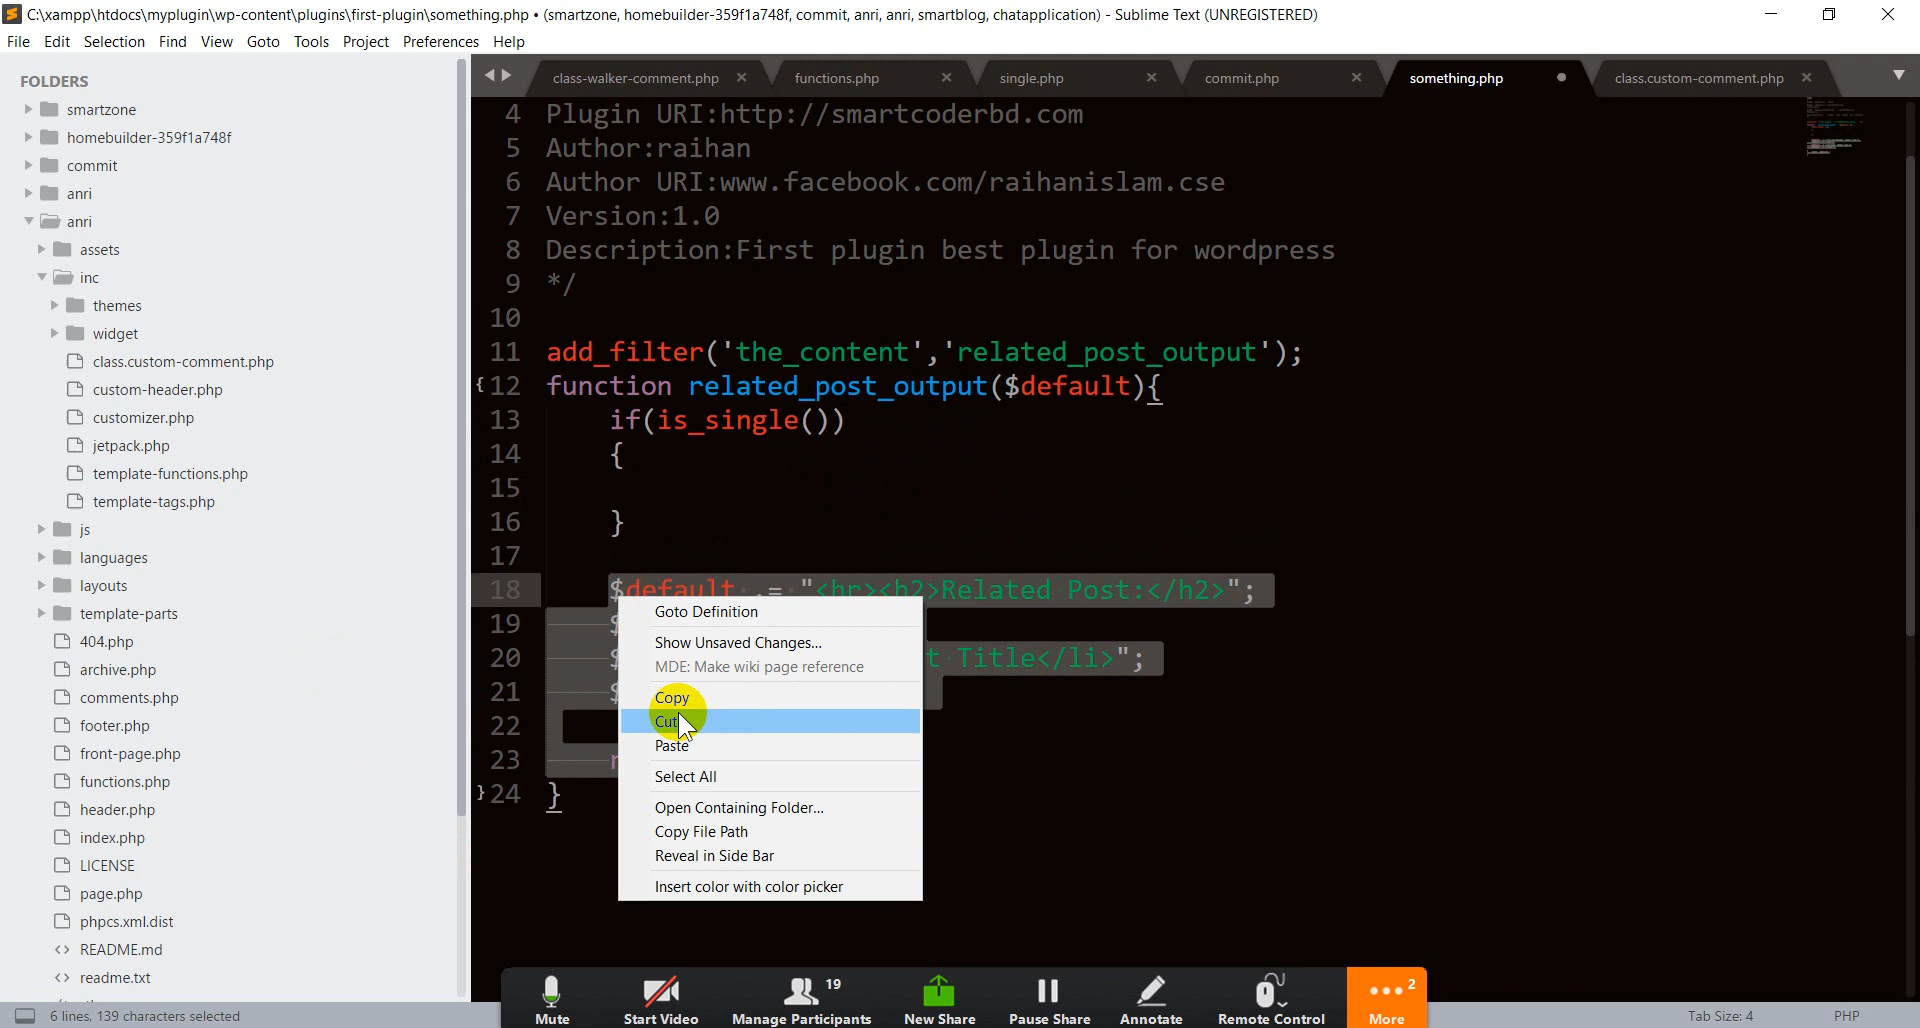 C:\xampp\htdocs\myplugin\wp-content\plugins\first-plugin\something.php • (smartzone, homebuilder-359f1a748f, commit, anri, anri, smartblog, chatapplication) - Sublime Text (UNREGISTERED)
File Edit Selection Find View Goto Tools Project Preferences Help
FOLDERS
smartzone
homebuilder-359f1a748f
commit
anri
anri
assets
inc
themes
widget
class.custom-comment.php
custom-header.php
customizer.php
jetpack.php
template-functions.php
template-tags.php
js
languages
layouts
template-parts
404.php
archive.php
comments.php
footer.php
front-page.php
functions.php
header.php
index.php
LICENSE
page.php
phpcs.xml.dist
<> README.md
<> readme.txt
class-walker-comment.php functions.php single.php commit.php something.php class.custom-comment.php
4 Plugin URI:http://smartcoderbd.com
5 Author:raihan
6 Author URI:www.facebook.com/raihanislam.cse
7 Version:1.0
8 Description:First plugin best plugin for wordpress
9 */
10
11 add_filter('the_content','related_post_output');
12 function related_post_output($default){
13 if(is_single())
14 {
15
16 }
17
18 $default .= "<hr><h2>Related Post:</h2>";
19
20 t Title</li>";
21
22
23
24 }
Goto Definition
Show Unsaved Changes...
MDE: Make wiki page reference
Copy
Cut
Paste
Select All
Open Containing Folder...
Copy File Path
Reveal in Side Bar
Insert color with color picker
Mute
Start Video
19
Manage Participants
New Share
Pause Share
Annotate
Remote Control
2
More
6 lines, 139 characters selected
Tab Size: 4
PHP